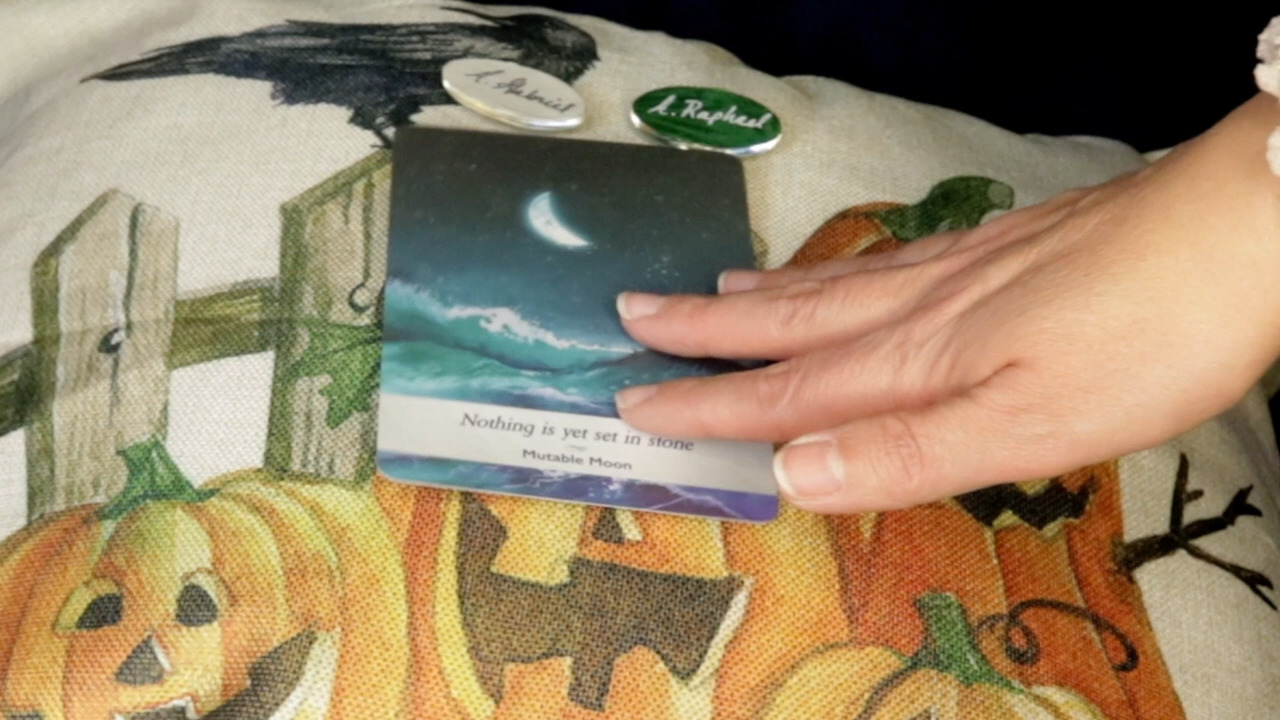 A. Gabriel
A. Raphael
Nothing is yet set in stone
Mutable Moon